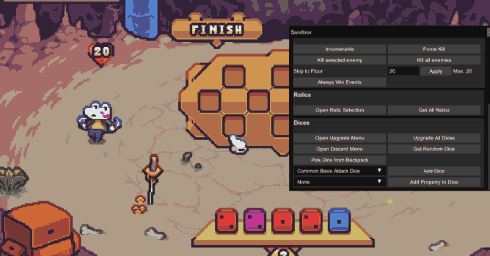 FINISH
20
Sandbox
Invulnerable Force Kill
Kill selected enemy Kill all enemies
Skip to Floor 20 Apply Max. 20
Always Win Events
Relics
Open Relic Selection Get All Relics
Dices
Open Upgrade Menu Upgrade All Dices
Open Discard Menu Get Random Dice
Pick Dice from Backpack
Common Basic Attack Dice Add Dice
None Add Property to Dice